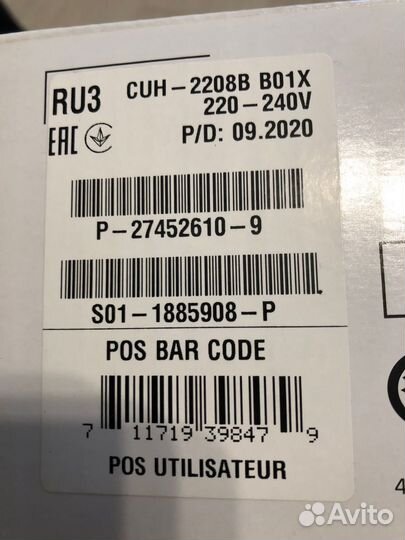 RU3 CUH-2208B B01X
220-240V
EAC P/D: 09.2020
P-27452610-9
S01-1885908-P
POS BAR CODE
7 11719 39847 9
POS UTILISATEUR
4
Avito